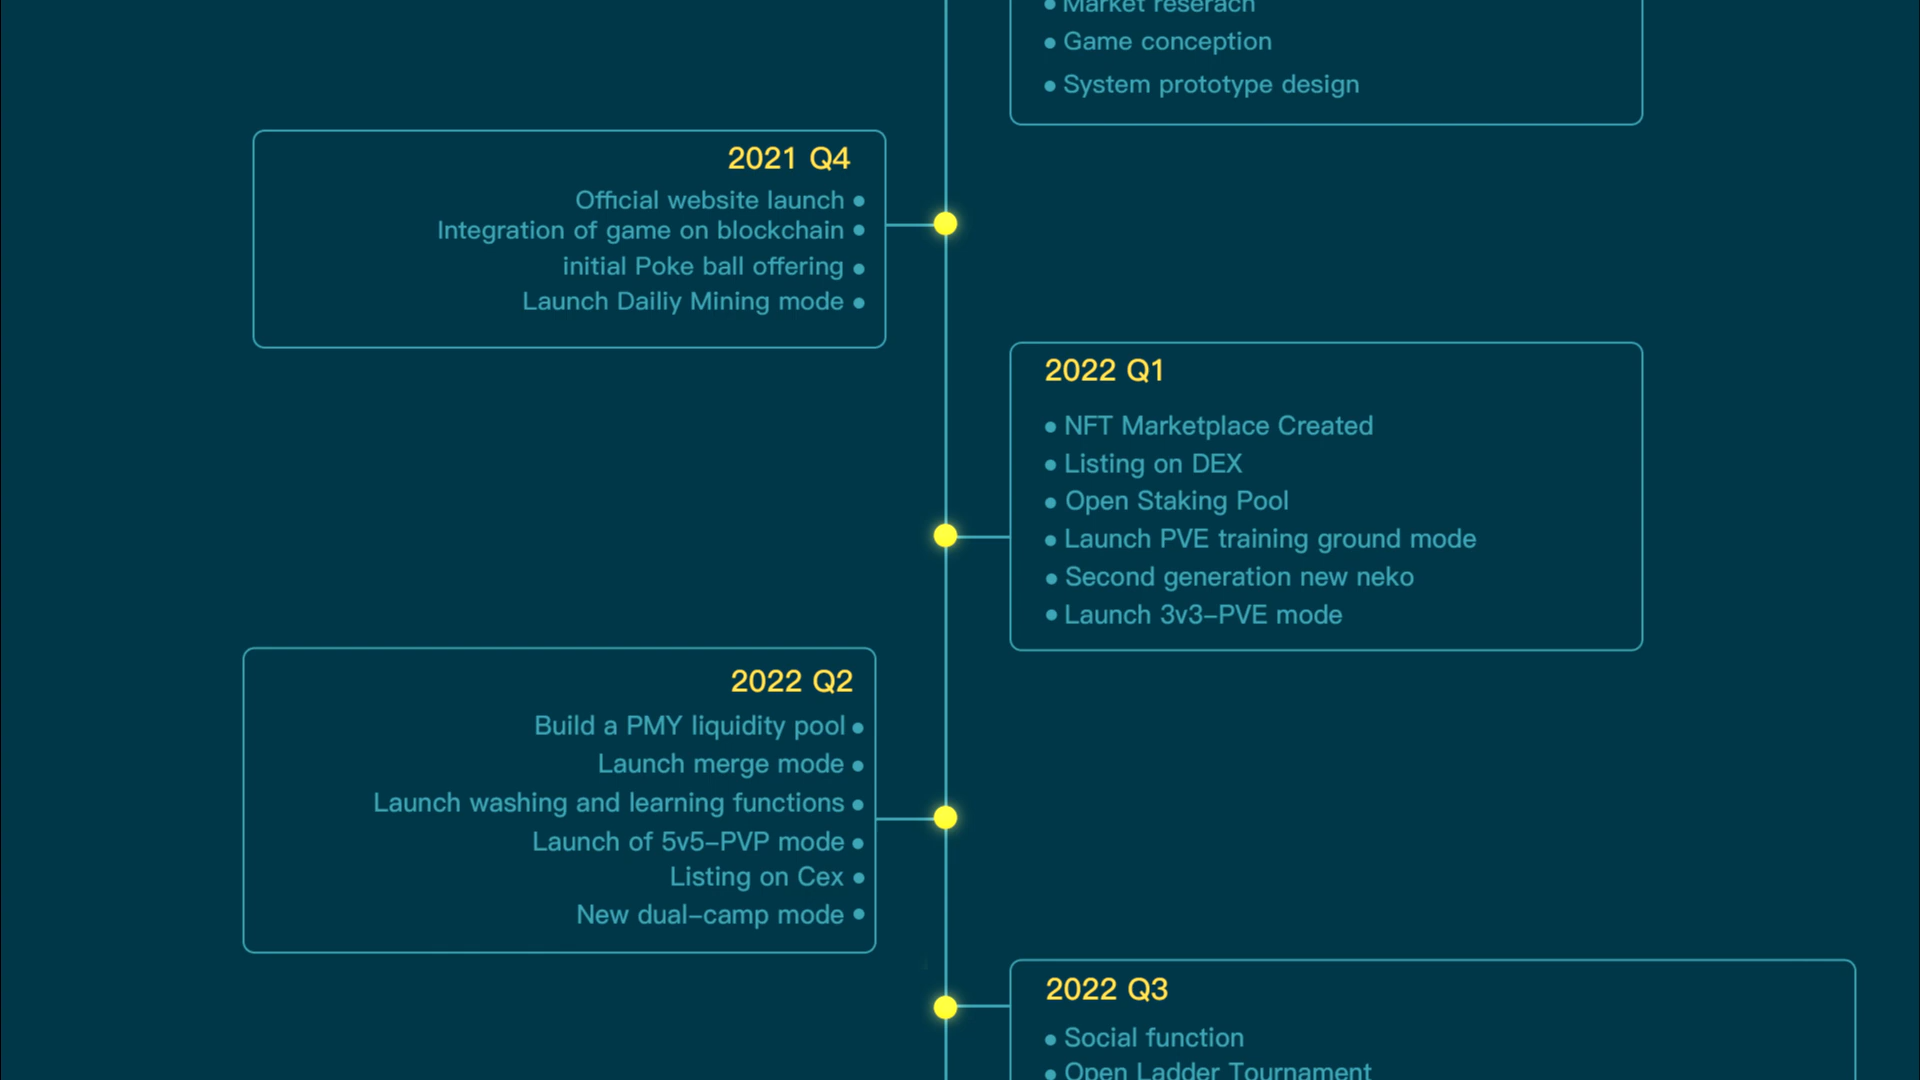 Market reserach
Game conception
System prototype design
2021 Q4
Official website launch
Integration of game on blockchain
initial Poke ball offering
Launch Dailiy Mining mode
2022 Q1
NFT Marketplace Created
Listing on DEX
Open Staking Pool
Launch PVE training ground mode
Second generation new neko
Launch 3v3–PVE mode
2022 Q2
Build a PMY liquidity pool
Launch merge mode
Launch washing and learning functions
Launch of 5v5–PVP mode
Listing on Cex
New dual–camp mode
2022 Q3
Social function
Open Ladder Tournament